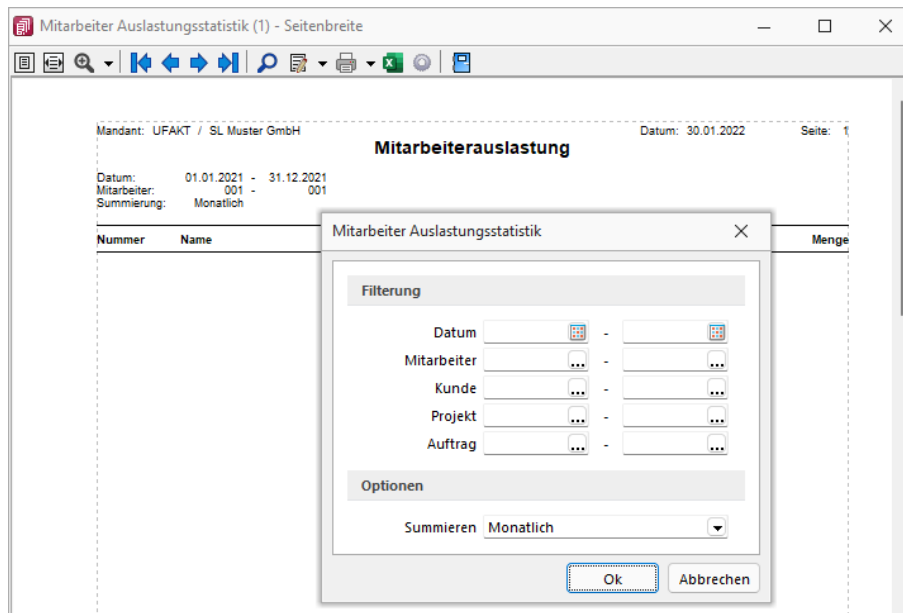 Mitarbeiter Auslastungsstatistik (1) - Seitenbreite
Mandant: UFAKT / SL Muster GmbH Datum: 30.01.2022 Seite: 1
Mitarbeiterauslastung
Datum: 01.01.2021 - 31.12.2021
Mitarbeiter: 001 - 001
Summierung: Monatlich
Nummer Name Menge
Mitarbeiter Auslastungsstatistik
Filterung
Datum -
Mitarbeiter ... - ...
Kunde ... - ...
Projekt ... - ...
Auftrag ... - ...
Optionen
Summieren Monatlich
Ok Abbrechen